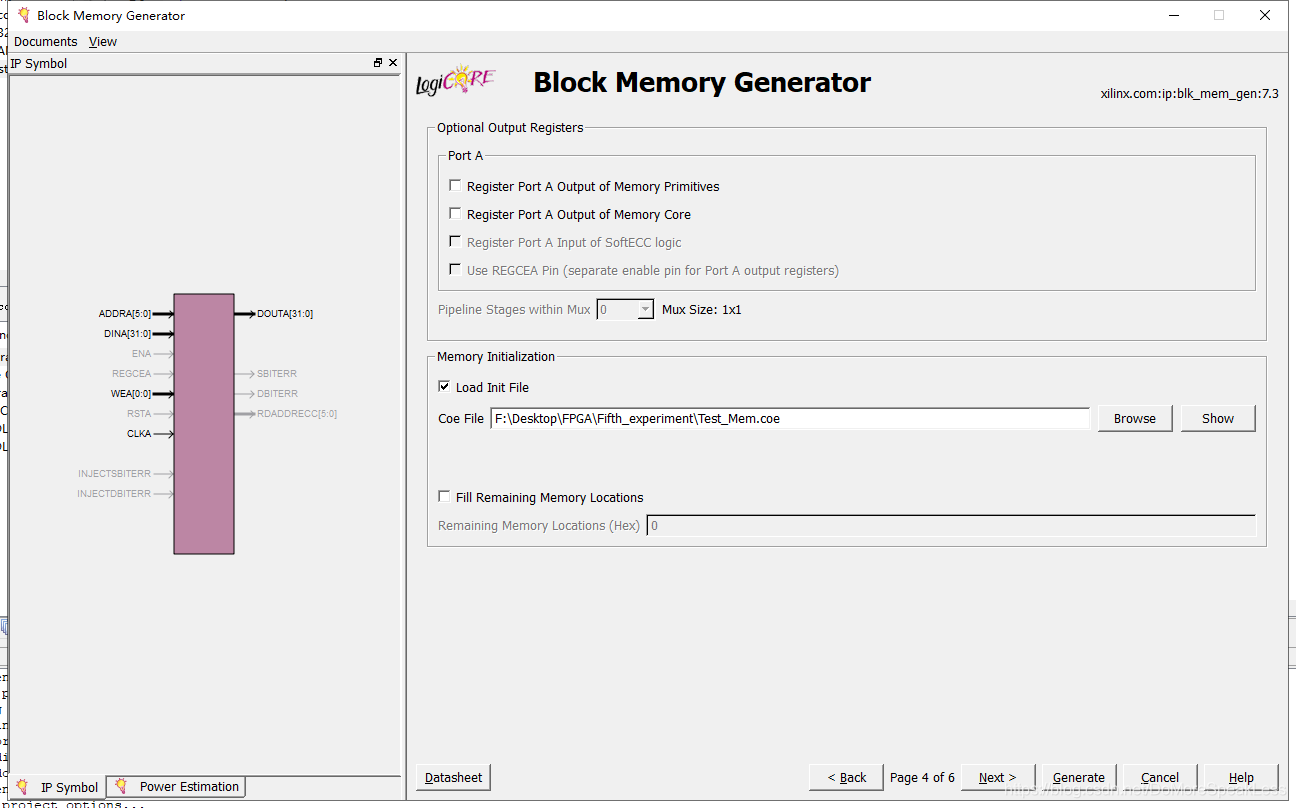 Block Memory Generator
Documents View
IP Symbol
LogiCORE
Block Memory Generator
xilinx.com:ip:blk_mem_gen:7.3
Optional Output Registers
Port A
Register Port A Output of Memory Primitives
Register Port A Output of Memory Core
Register Port A Input of SoftECC logic
Use REGCEA Pin (separate enable pin for Port A output registers)
Pipeline Stages within Mux 0 Mux Size: 1x1
Memory Initialization
Load Init File
Coe File F:\Desktop\FPGA\Fifth_experiment\Test_Mem.coe Browse Show
Fill Remaining Memory Locations
Remaining Memory Locations (Hex) 0
ADDRA[5:0] DOUTA[31:0]
DINA[31:0]
ENA
REGCEA SBITERR
WEA[0:0] DBITERR
RSTA RDADDRECC[5:0]
CLKA
INJECTSBITERR
INJECTDBITERR
IP Symbol Power Estimation
Datasheet < Back Page 4 of 6 Next > Generate Cancel Help
project options...